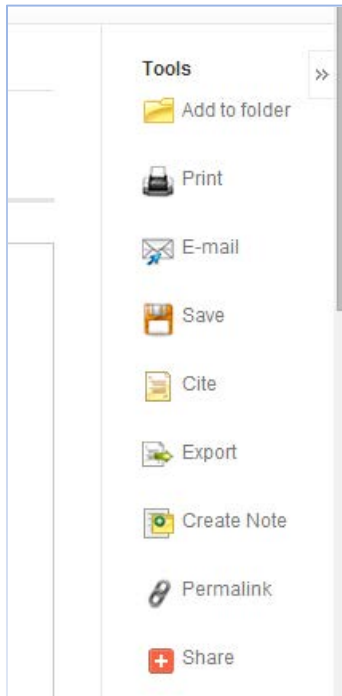 Tools
»
Add to folder
Print
E-mail
Save
Cite
Export
Create Note
Permalink
Share